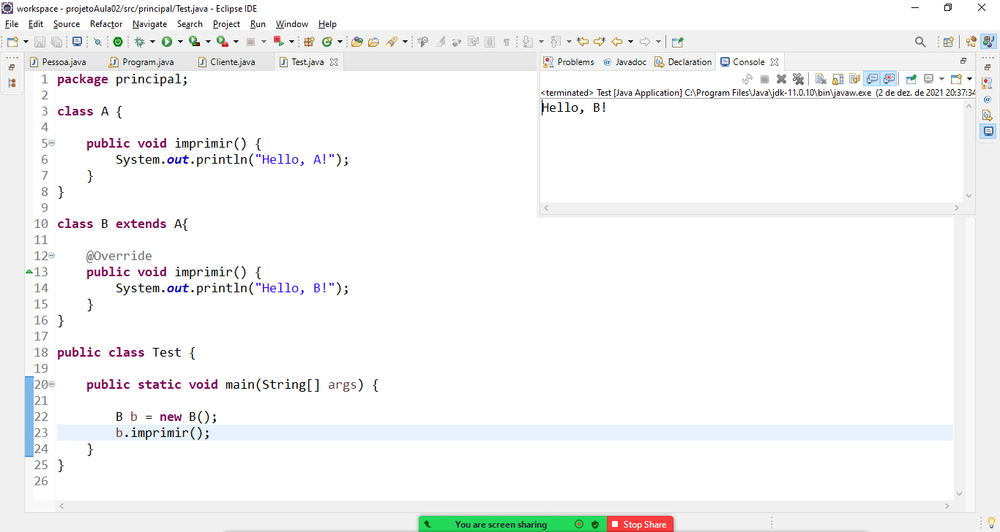 workspace - projetoAula02/src/principal/Test.java - Eclipse IDE
File Edit Source Refactor Navigate Search Project Run Window Help
Pessoa.java Program.java Cliente.java Test.java
Problems @ Javadoc Declaration Console
<terminated> Test [Java Application] C:\Program Files\Java\jdk-11.0.10\bin\javaw.exe (2 de dez. de 2021 20:37:34
Hello, B!
1 package principal;
2
3 class A {
4
5 public void imprimir() {
6 System.out.println("Hello, A!");
7 }
8 }
9
10 class B extends A{
11
12 @Override
13 public void imprimir() {
14 System.out.println("Hello, B!");
15 }
16 }
17
18 public class Test {
19
20 public static void main(String[] args) {
21
22 B b = new B();
23 b.imprimir();
24 }
25 }
26
You are screen sharing Stop Share